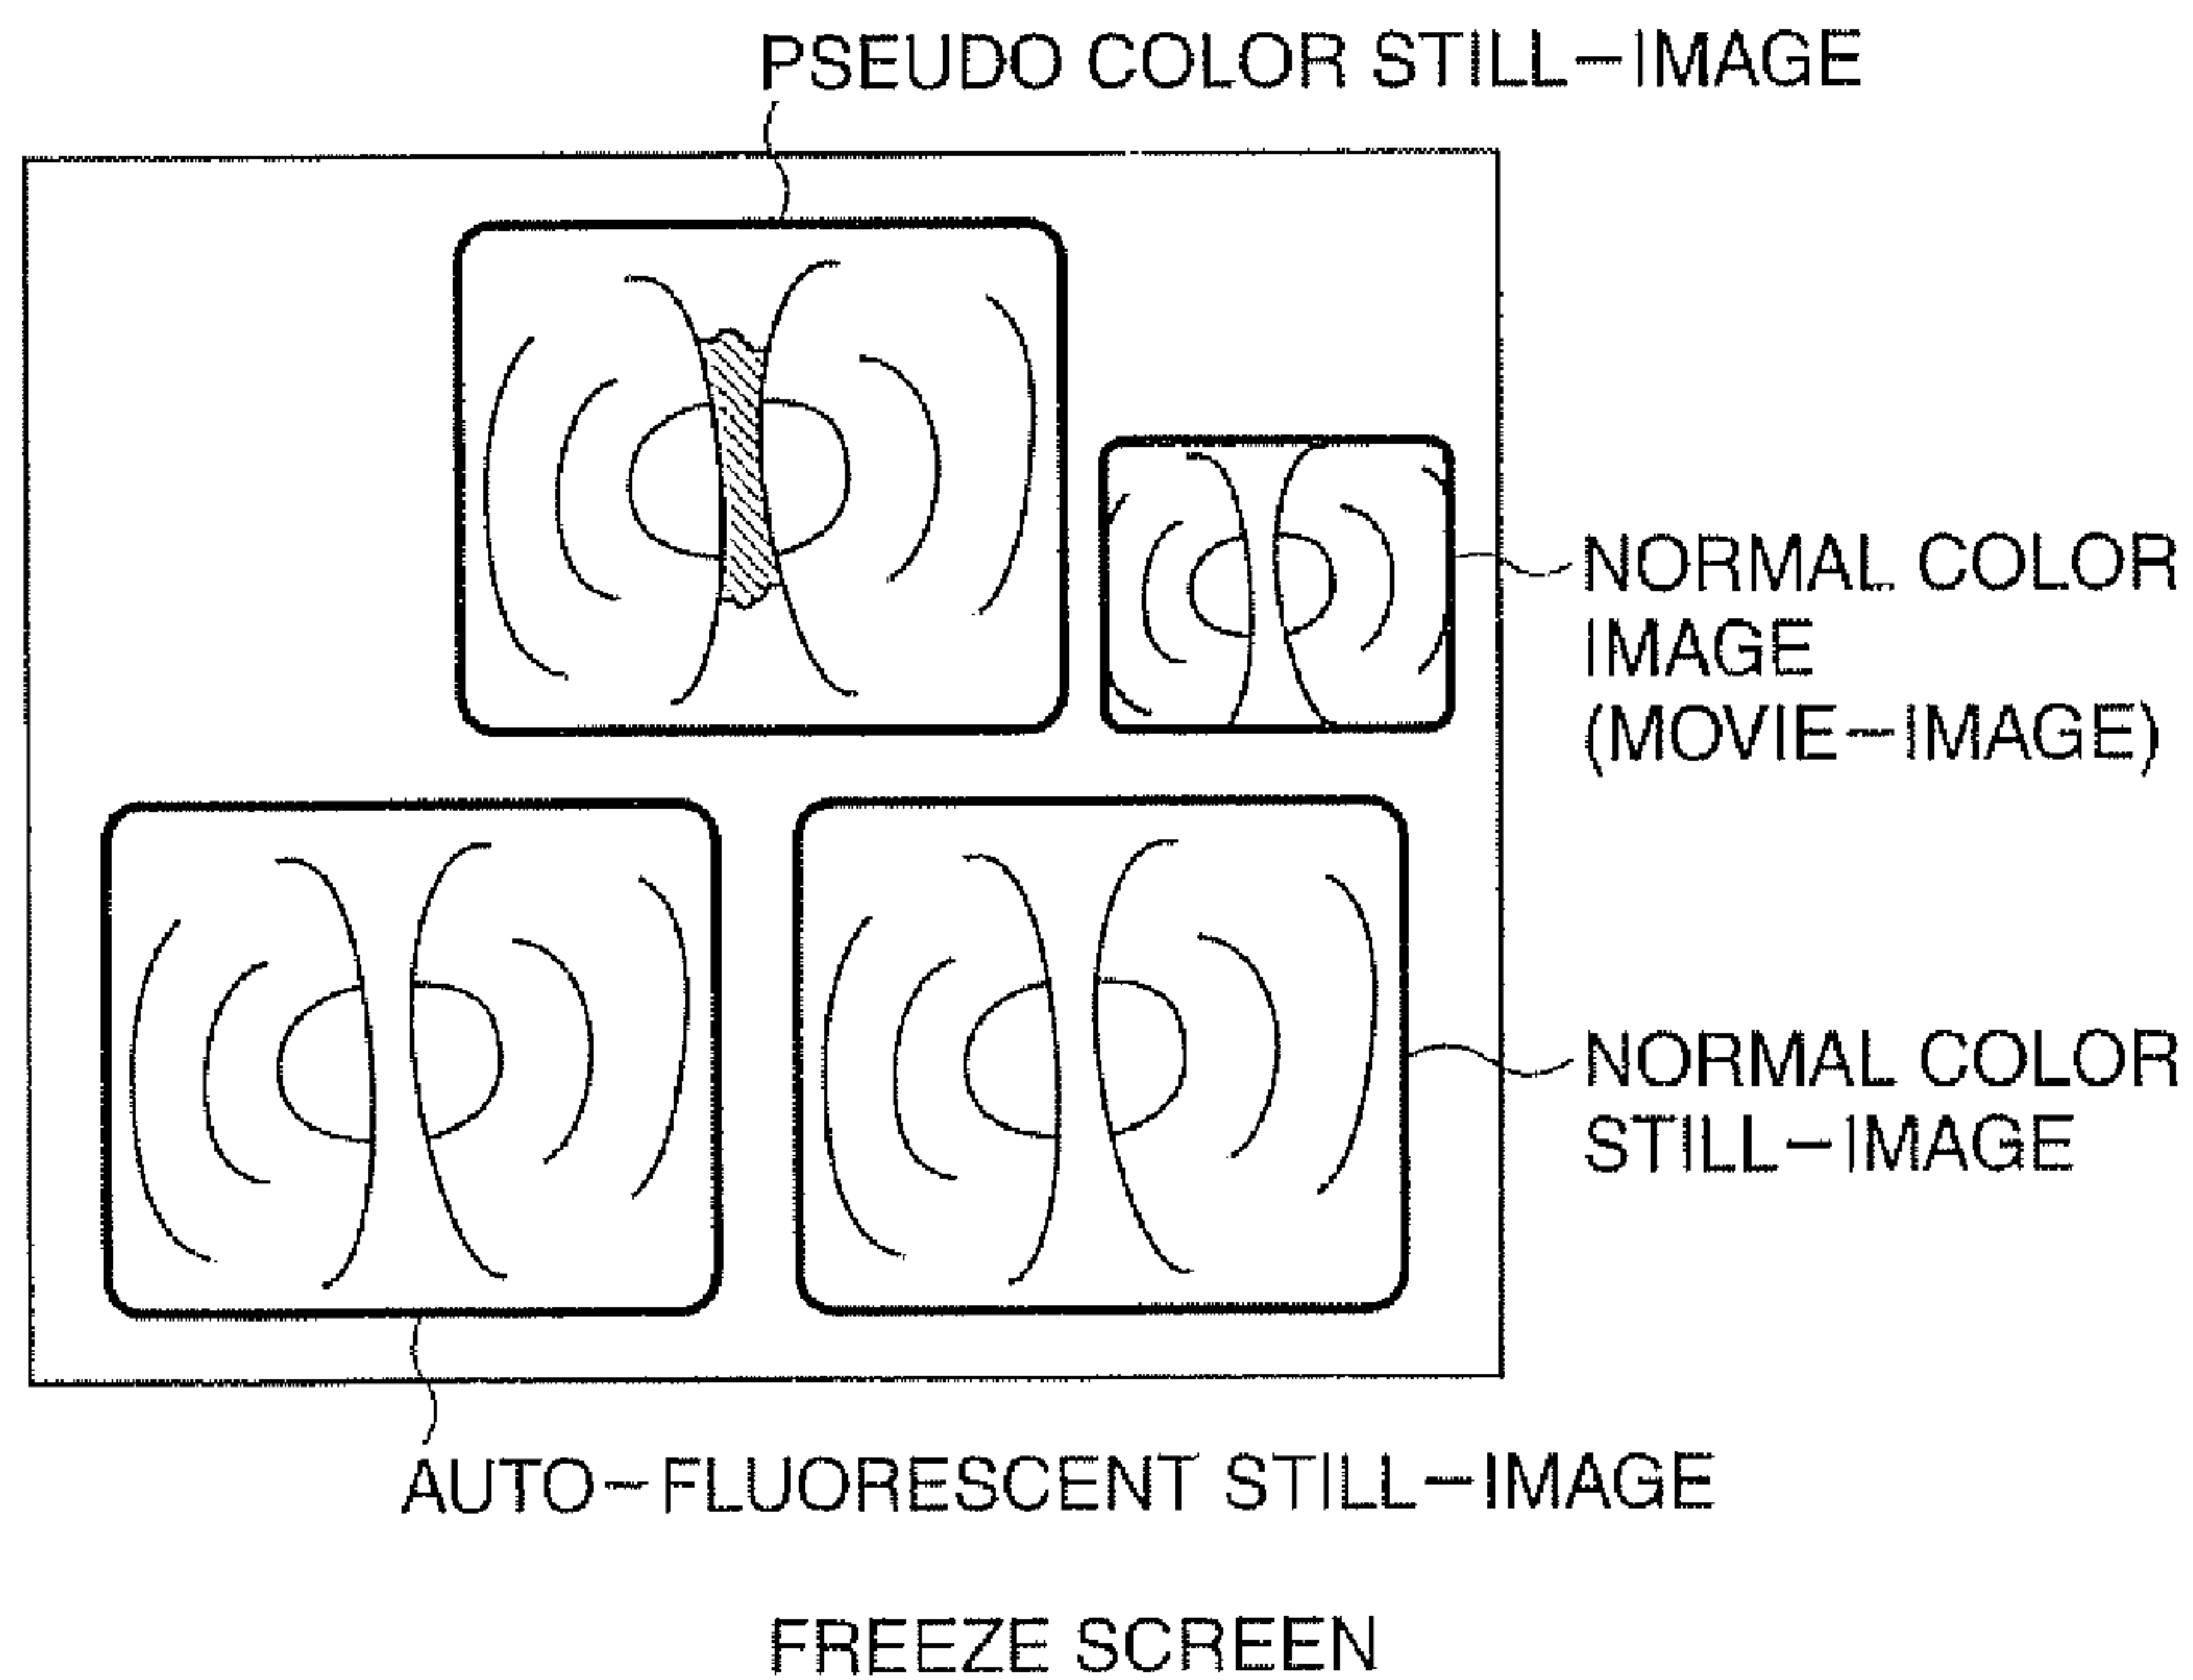 PSEUDO COLOR STILL-IMAGE
NORMAL COLOR
IMAGE
(MOVIE-IMAGE)
NORMAL COLOR
STILL-IMAGE
AUTO-FLUORESCENT STILL-IMAGE
FREEZE SCREEN